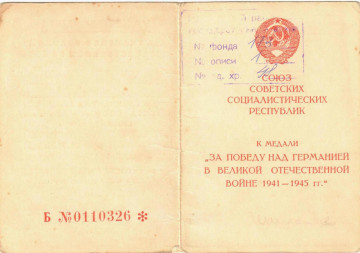 Б №0110326 *
№ фонда
№ описи
№ ед. хр.
СОЮЗ
СОВЕТСКИХ
СОЦИАЛИСТИЧЕСКИХ
РЕСПУБЛИК
К МЕДАЛИ
„ЗА ПОБЕДУ НАД ГЕРМАНИЕЙ
В ВЕЛИКОЙ ОТЕЧЕСТВЕННОЙ
ВОЙНЕ 1941—1945 гг.“